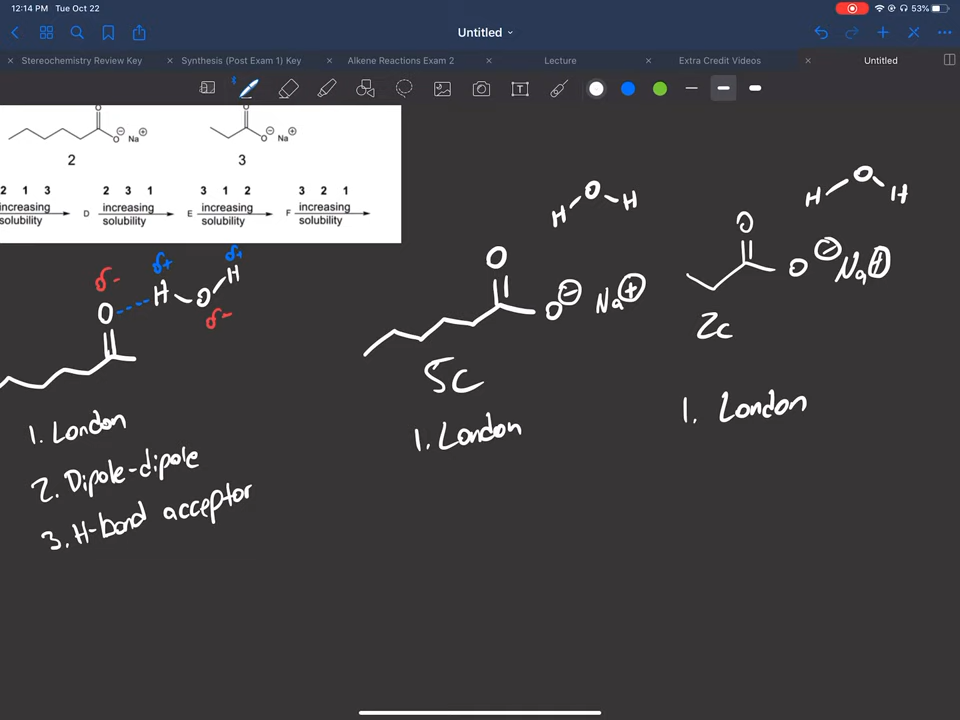 12:14 PM Tue Oct 22
53%
Untitled
Stereochemistry Review Key
Synthesis (Post Exam 1) Key
Alkene Reactions Exam 2
Lecture
Extra Credit Videos
Untitled
O
O ⊖ Na ⊕
2
O
O ⊖ Na ⊕
3
2 1 3
increasing
solubility
D
2 3 1
increasing
solubility
E
3 1 2
increasing
solubility
F
3 2 1
increasing
solubility
δ-
δ+
δ+
O
H
O
H
δ-
1. London
2. Dipole-dipole
3. H-bond acceptor
H O H
O
O ⊖ Na ⊕
5C
1. London
H O H
O
O ⊖ Na ⊕
2C
1. London